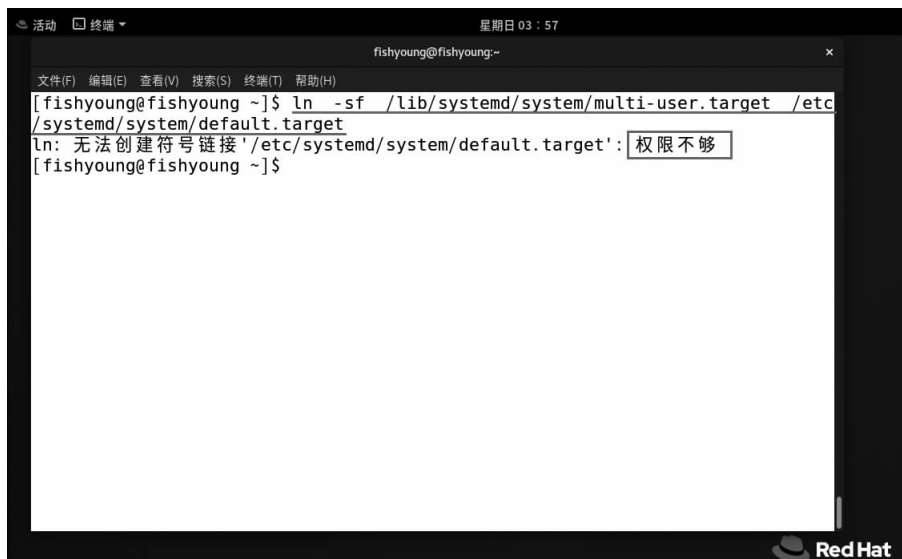 活动 终端
星期日 03：57
fishyoung@fishyoung:~
×
文件(F) 编辑(E) 查看(V) 搜索(S) 终端(T) 帮助(H)
[fishyoung@fishyoung ~]$ ln -sf /lib/systemd/system/multi-user.target /etc
/systemd/system/default.target
ln: 无法创建符号链接'/etc/systemd/system/default.target': 权限不够
[fishyoung@fishyoung ~]$
Red Hat